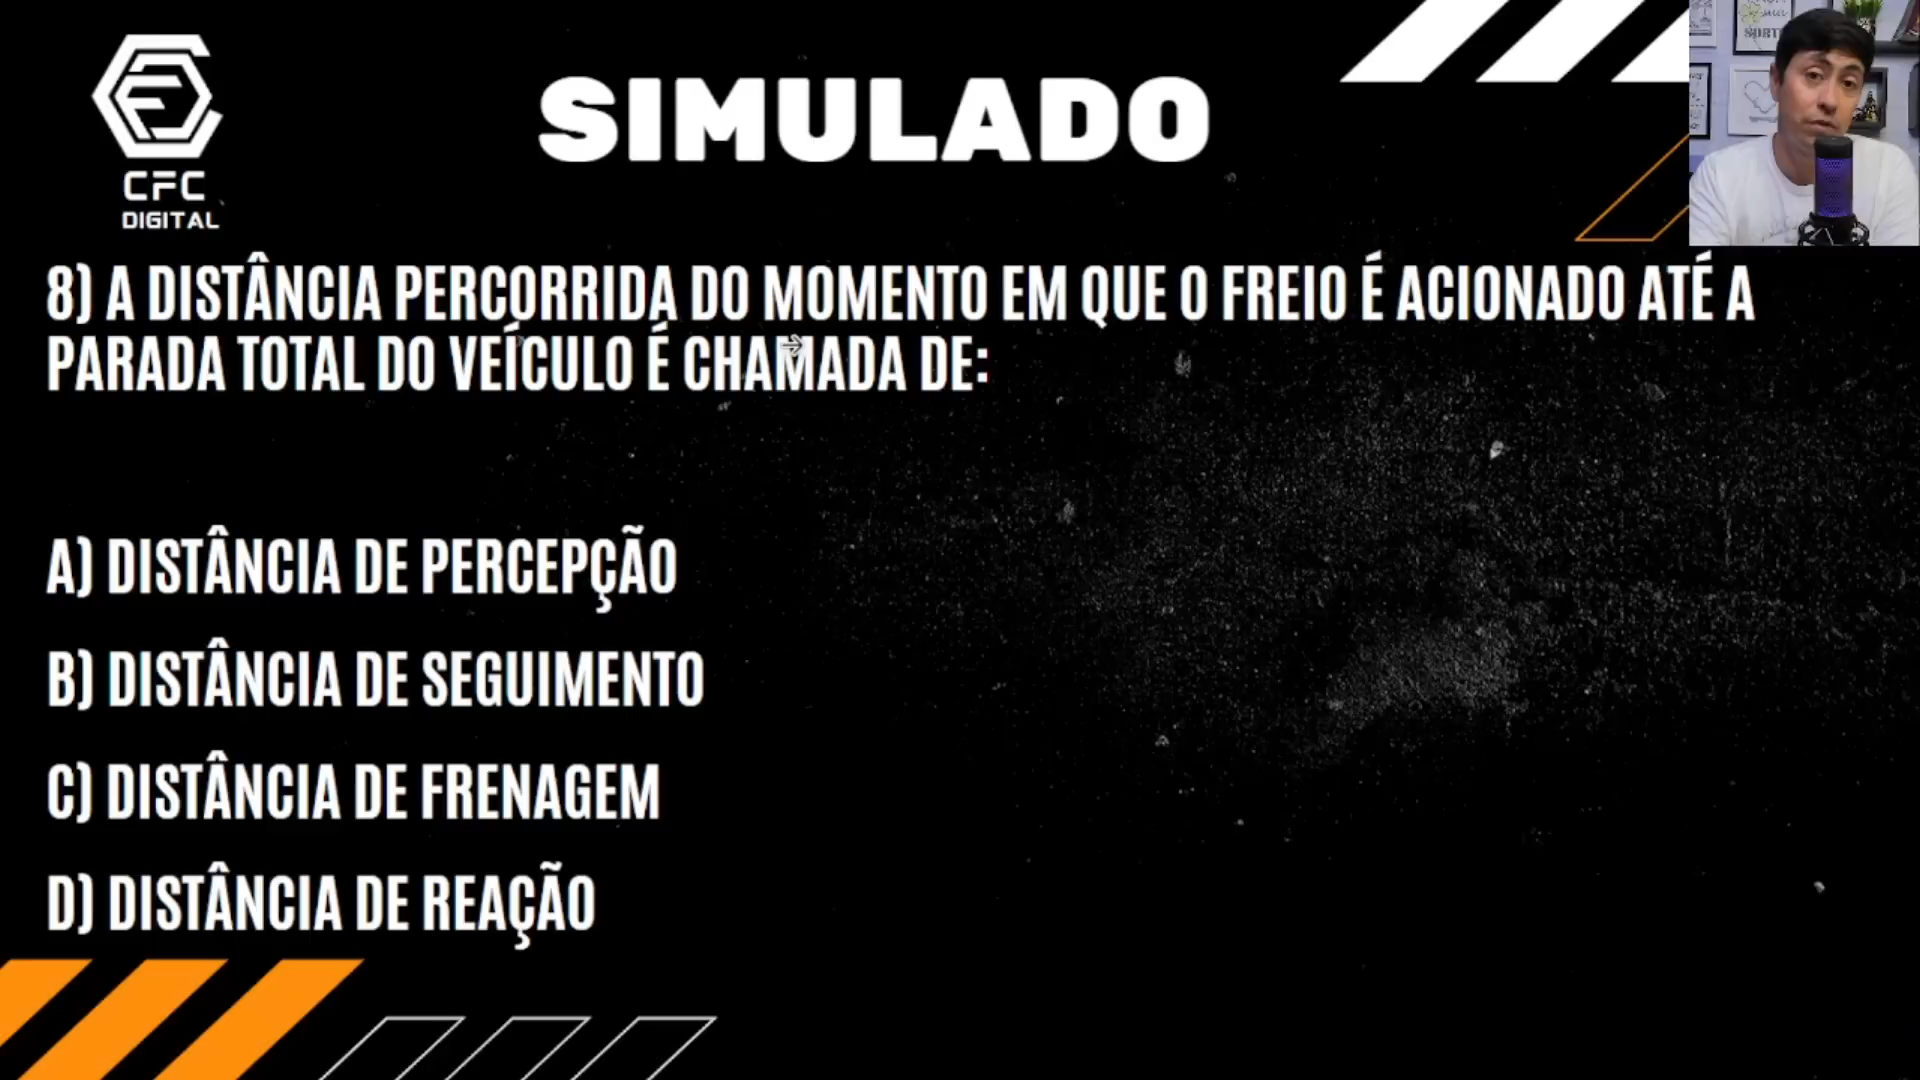 CFC
DIGITAL
SIMULADO
8) A DISTÂNCIA PERCORRIDA DO MOMENTO EM QUE O FREIO É ACIONADO ATÉ A
PARADA TOTAL DO VEÍCULO É CHAMADA DE:
A) DISTÂNCIA DE PERCEPÇÃO
B) DISTÂNCIA DE SEGUIMENTO
C) DISTÂNCIA DE FRENAGEM
D) DISTÂNCIA DE REAÇÃO